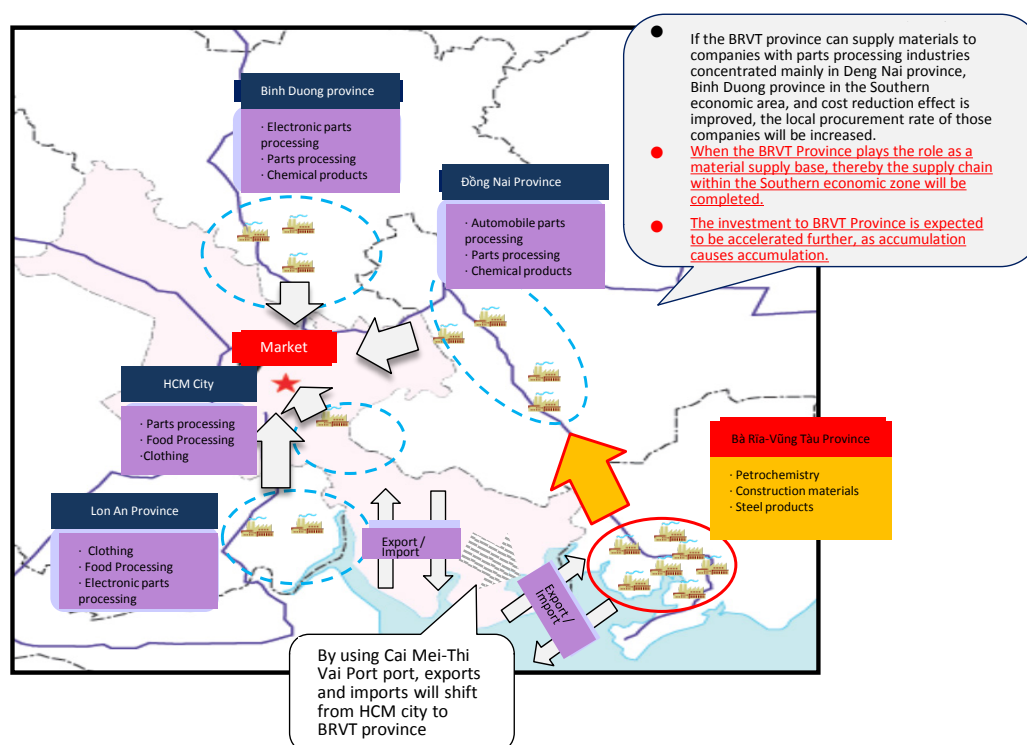 If the BRVT province can supply materials to
companies with parts processing industries
concentrated mainly in Deng Nai province,
Binh Duong province in the Southern
economic area, and cost reduction effect is
improved, the local procurement rate of those
companies will be increased.
When the BRVT Province plays the role as a
material supply base, thereby the supply chain
within the Southern economic zone will be
completed.
The investment to BRVT Province is expected
to be accelerated further, as accumulation
causes accumulation.
Binh Duong province
· Electronic parts
processing
· Parts processing
· Chemical products
Đồng Nai Province
· Automobile parts
processing
· Parts processing
· Chemical products
Market
HCM City
· Parts processing
· Food Processing
·Clothing
Bà Rịa-Vũng Tàu Province
· Petrochemistry
· Construction materials
· Steel products
Lon An Province
· Clothing
· Food Processing
· Electronic parts
processing
Export /
Import
Export /
Import
By using Cai Mei-Thi
Vai Port port, exports
and imports will shift
from HCM city to
BRVT province